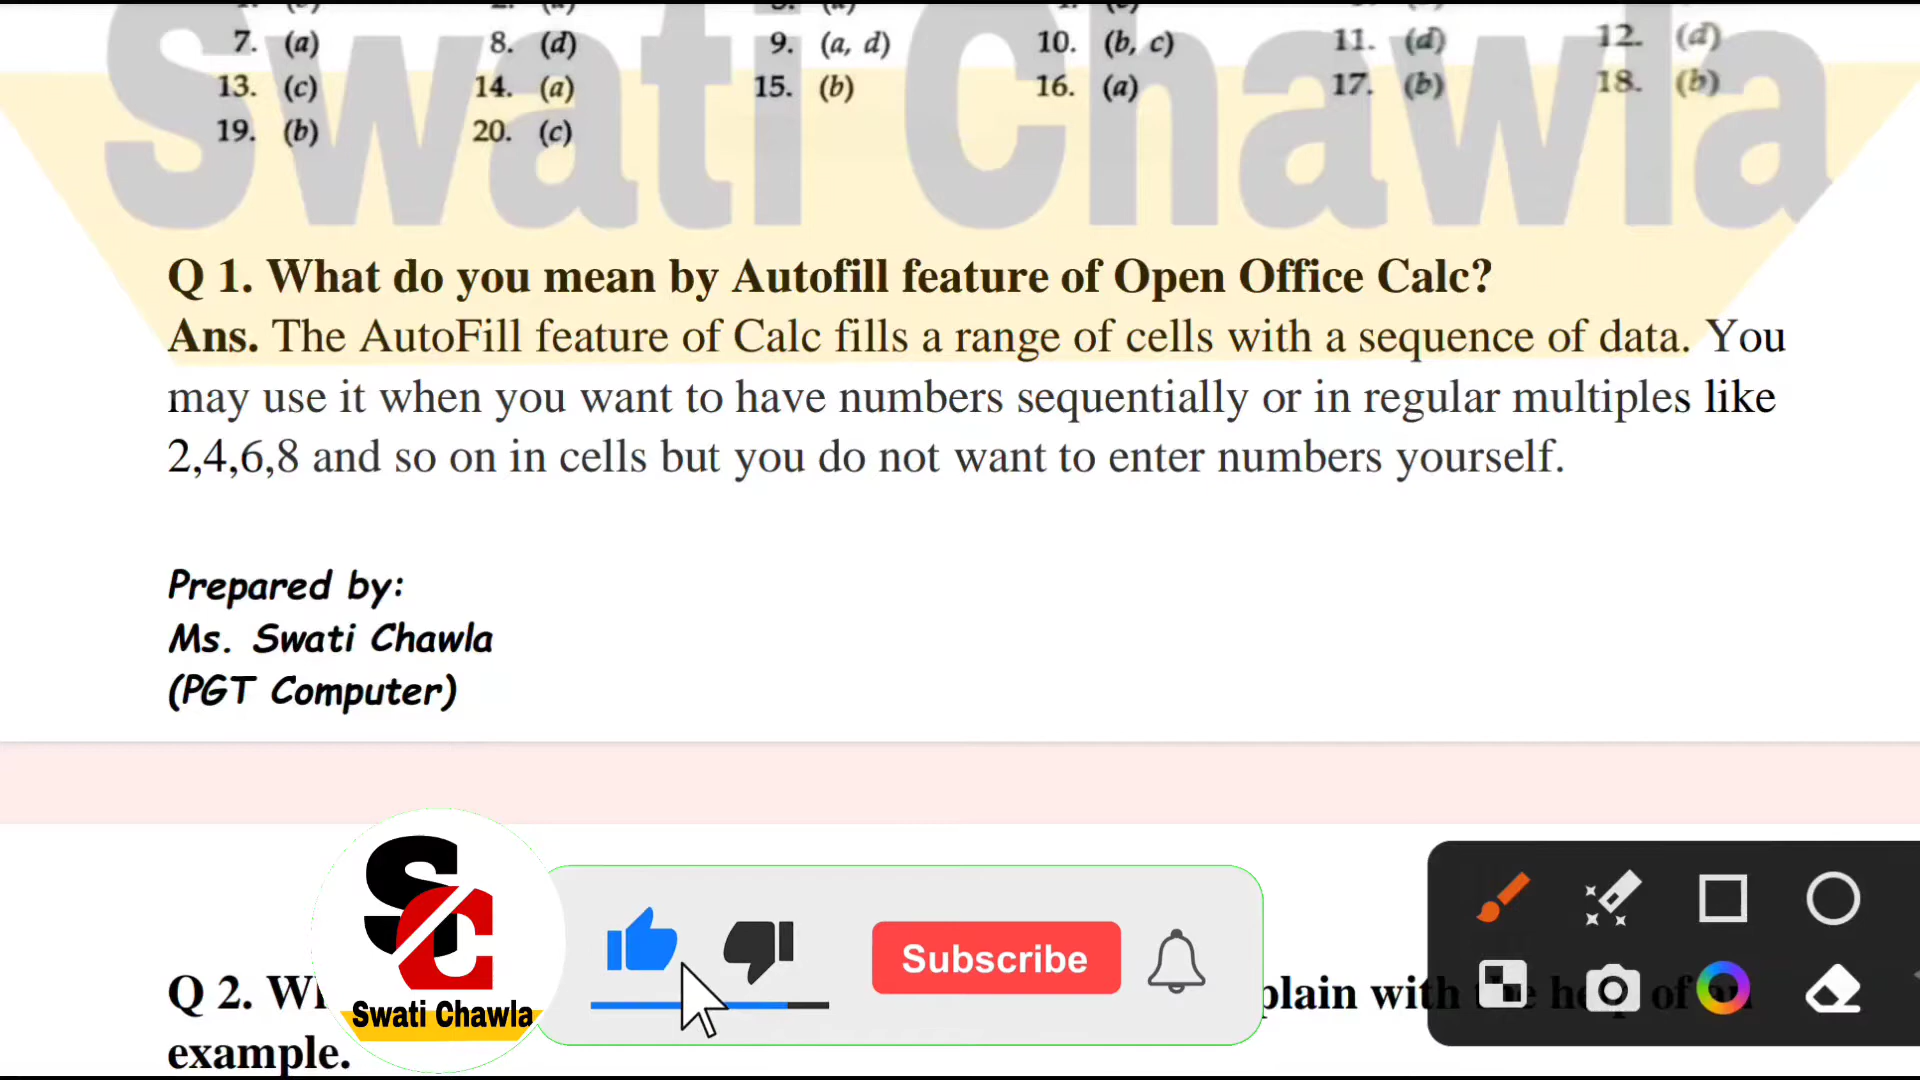 Swati Chawla
7. (a) 8. (d) 9. (a, d) 10. (b, c) 11. (d) 12. (d)
13. (c) 14. (a) 15. (b) 16. (a) 17. (b) 18. (b)
19. (b) 20. (c)
Q 1. What do you mean by Autofill feature of Open Office Calc?
Ans. The AutoFill feature of Calc fills a range of cells with a sequence of data. You
may use it when you want to have numbers sequentially or in regular multiples like
2,4,6,8 and so on in cells but you do not want to enter numbers yourself.
Prepared by:
Ms. Swati Chawla
(PGT Computer)
SC
Swati Chawla
Subscribe
Q 2. plain with
example.